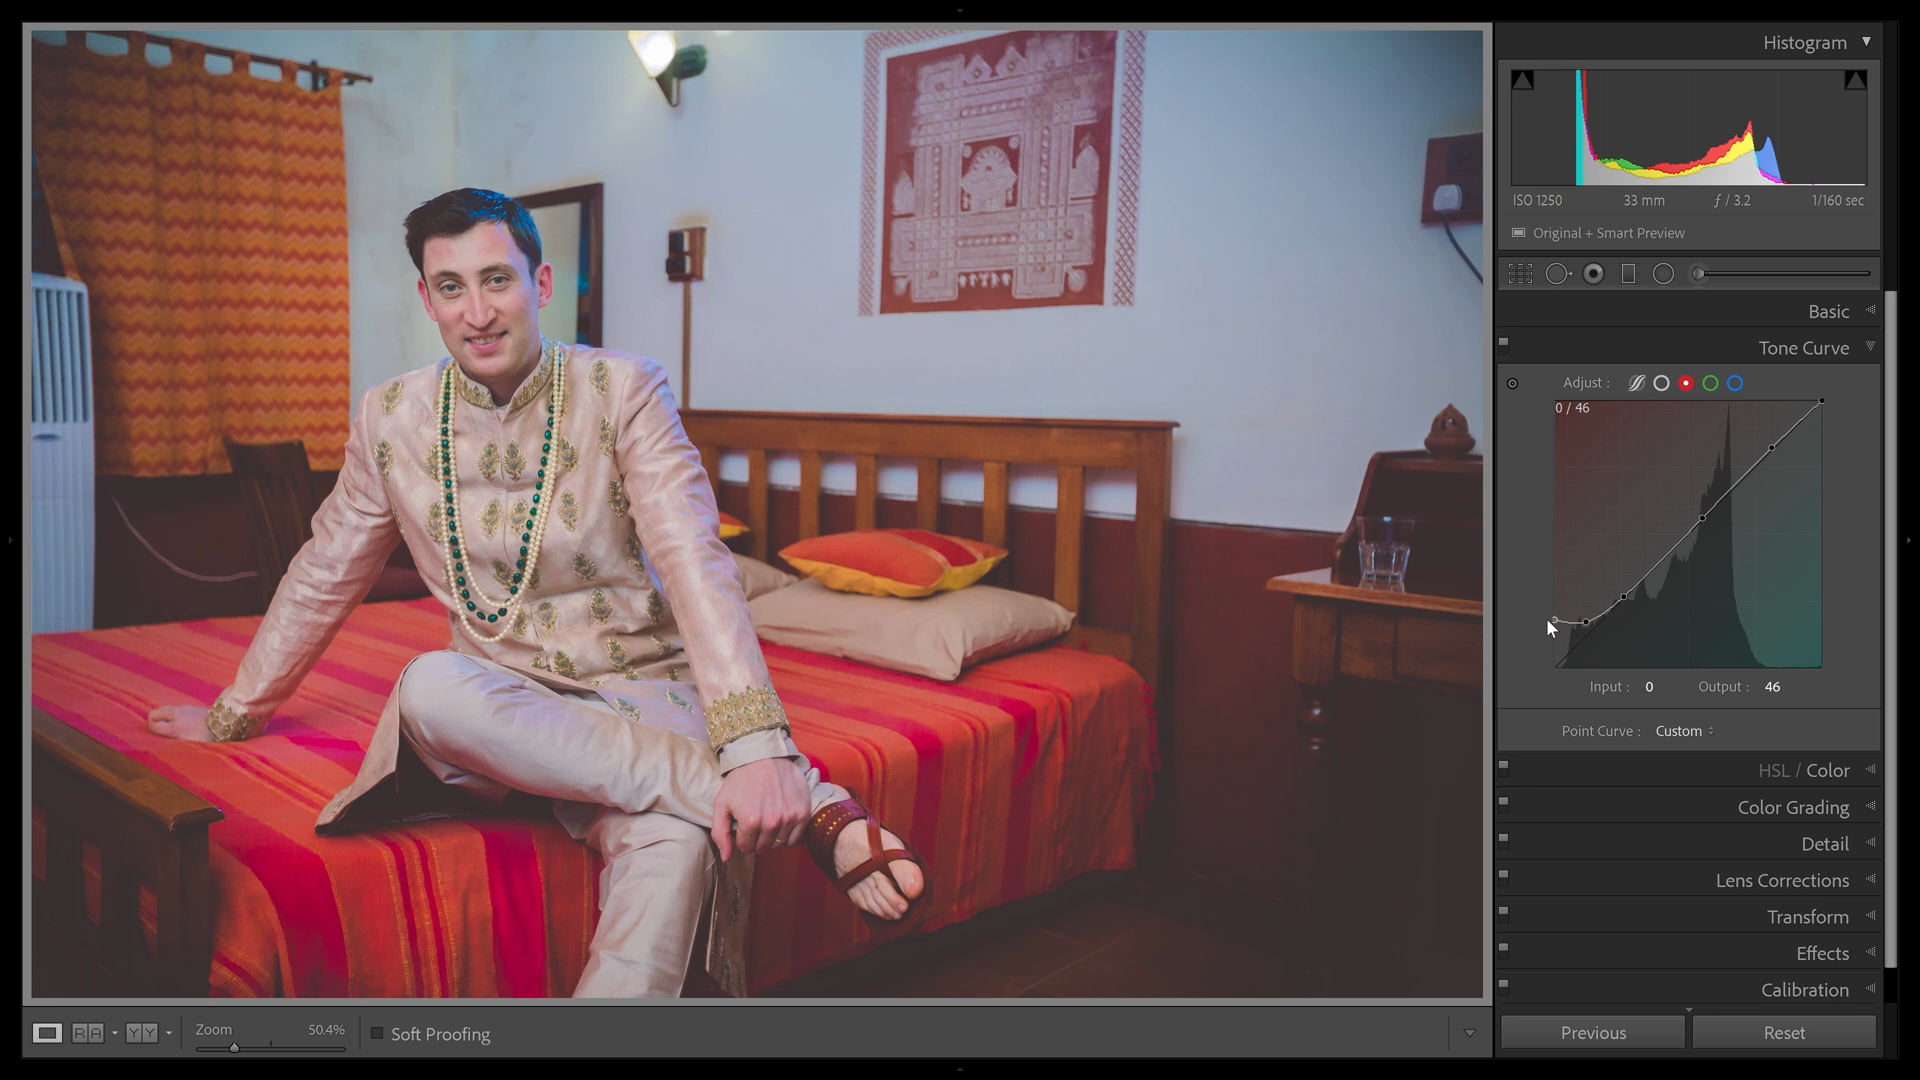 Histogram
ISO 1250 33 mm ƒ / 3.2 1/160 sec
Original + Smart Preview
Basic
Tone Curve
Adjust :
0 / 46
Input : 0 Output : 46
Point Curve : Custom
HSL / Color
Color Grading
Detail
Lens Corrections
Transform
Effects
Calibration
Previous Reset
R A Y Y Zoom 50.4% Soft Proofing